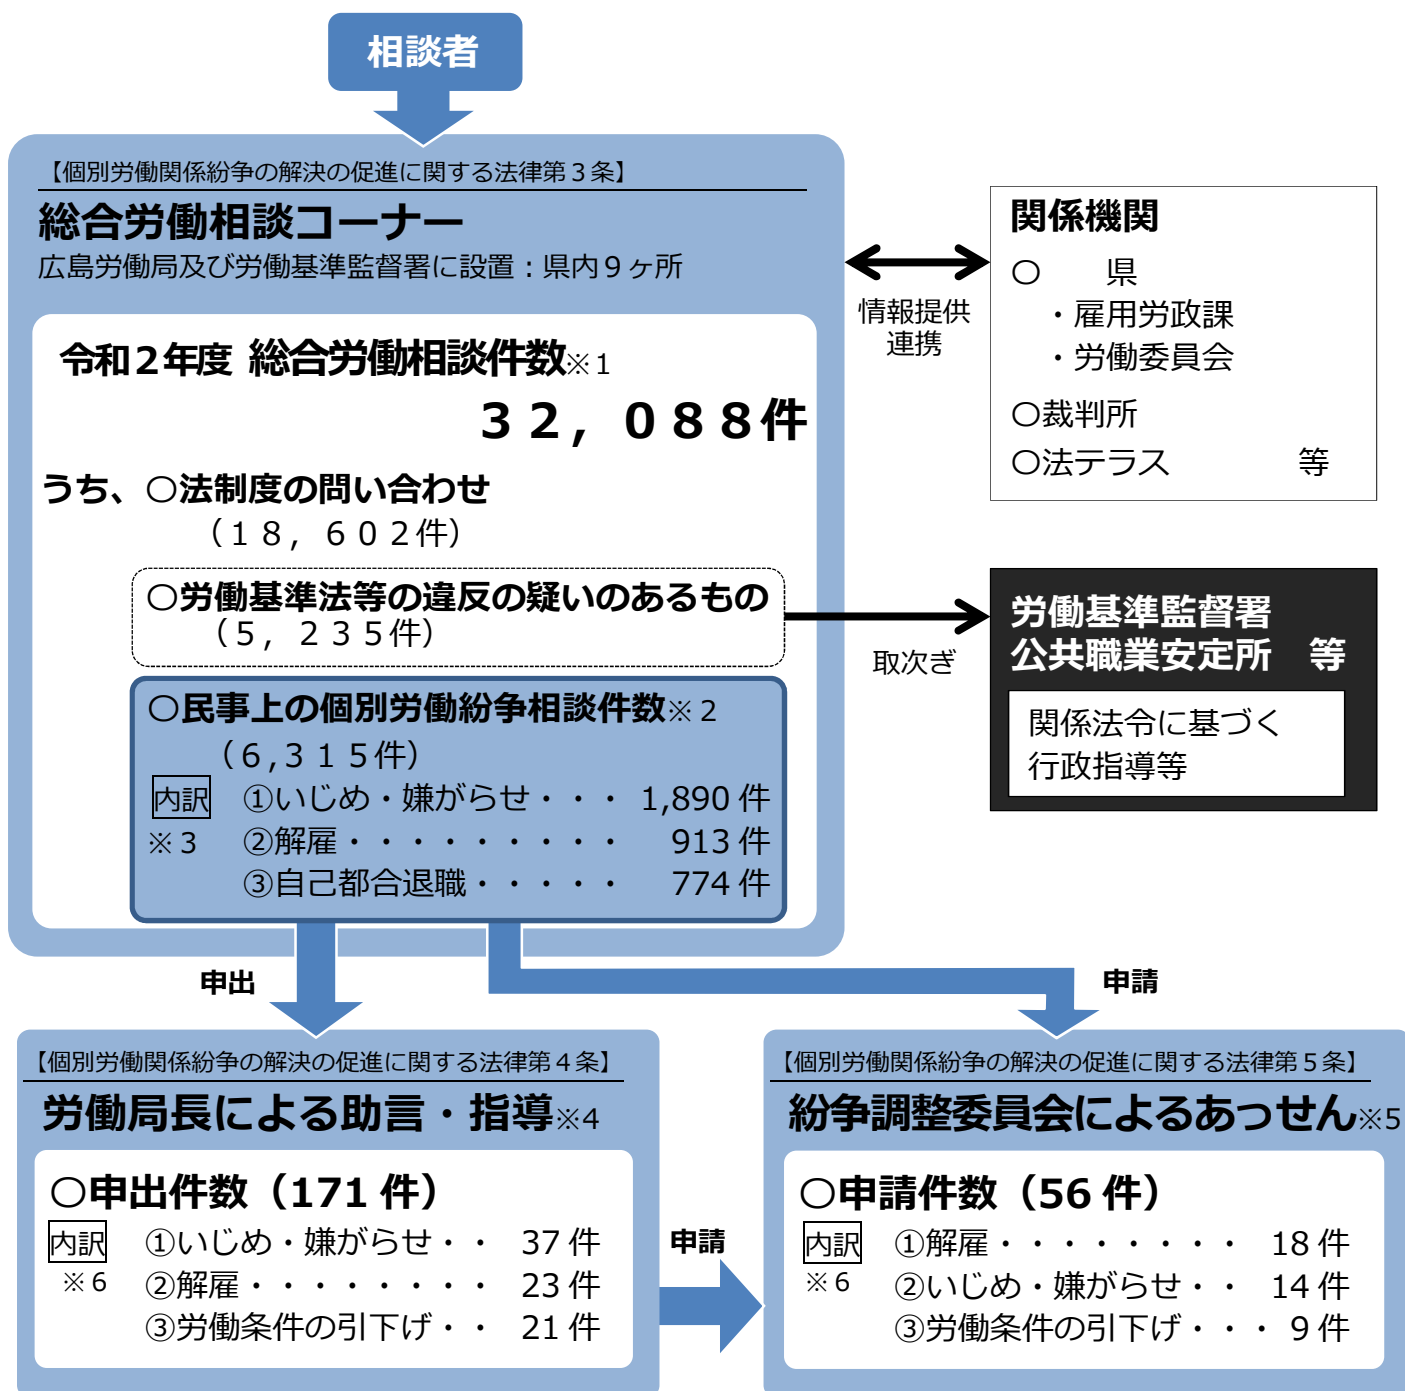 相談者
【個別労働関係紛争の解決の促進に関する法律第３条】
総合労働相談コーナー
広島労働局及び労働基準監督署に設置：県内９ヶ所
令和２年度 総合労働相談件数※１
３２，０８８件
うち、〇法制度の問い合わせ
（１８，６０２件）
〇労働基準法等の違反の疑いのあるもの
（５，２３５件）
〇民事上の個別労働紛争相談件数※２
（６,３１５件）
内訳 ①いじめ・嫌がらせ・・・ 1,890 件
※３ ②解雇・・・・・・・・・ 913 件
③自己都合退職・・・・・ 774 件
情報提供
連携
関係機関
〇　県
・雇用労政課
・労働委員会
〇裁判所
〇法テラス　　　等
取次ぎ
労働基準監督署
公共職業安定所　等
関係法令に基づく
行政指導等
申出
申請
【個別労働関係紛争の解決の促進に関する法律第４条】
労働局長による助言・指導※4
〇申出件数（171 件）
内訳 ①いじめ・嫌がらせ・・ 37 件
※６ ②解雇・・・・・・・・ 23 件
③労働条件の引下げ・・ 21 件
申請
【個別労働関係紛争の解決の促進に関する法律第５条】
紛争調整委員会によるあっせん※5
〇申請件数（56 件）
内訳 ①解雇・・・・・・・・ 18 件
※６ ②いじめ・嫌がらせ・・ 14 件
③労働条件の引下げ・・・ 9 件